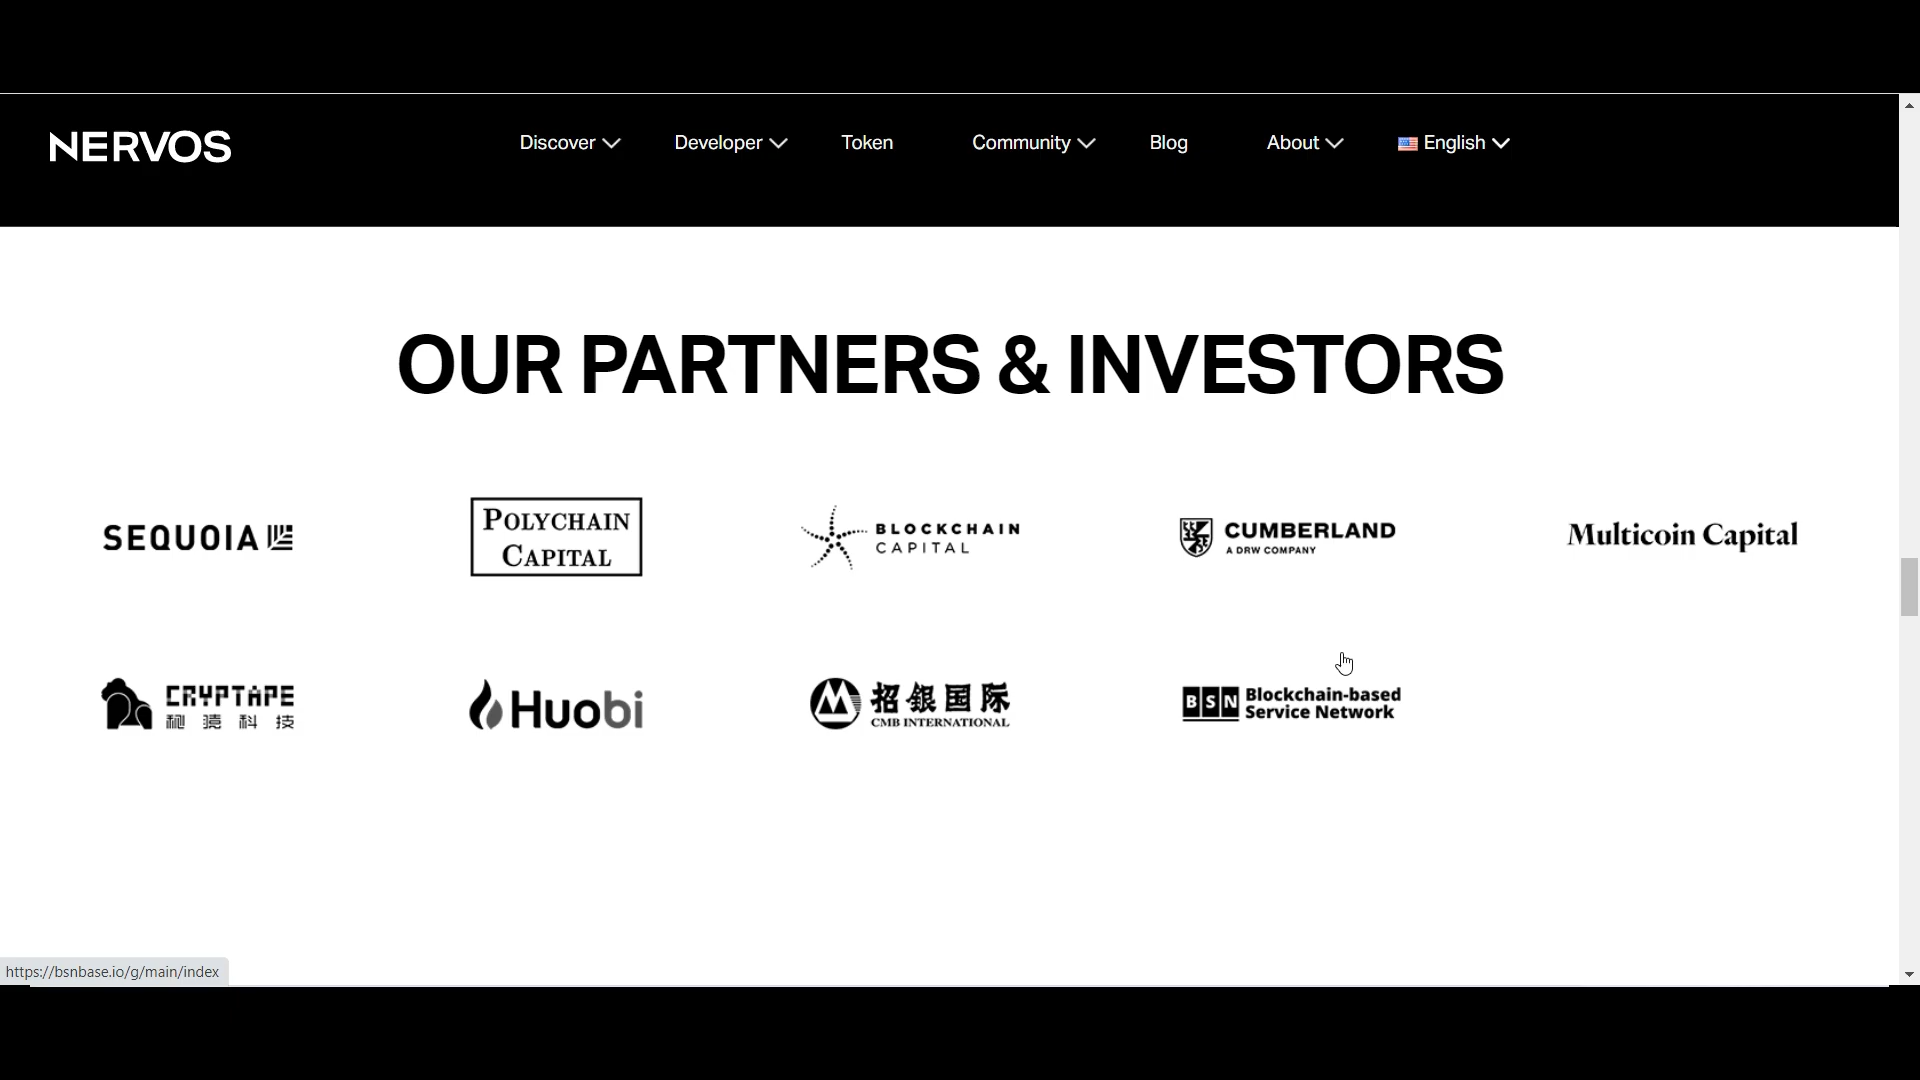 NERVOS
Discover
Developer
Token
Community
Blog
About
English
OUR PARTNERS & INVESTORS
SEQUOIA
POLYCHAIN
CAPITAL
BLOCKCHAIN
CAPITAL
CUMBERLAND
A DRW COMPANY
Multicoin Capital
CRYPTAPE
秘猿科技
Huobi
招银国际
CMB INTERNATIONAL
BSN
Blockchain-based
Service Network
https://bsnbase.io/g/main/index